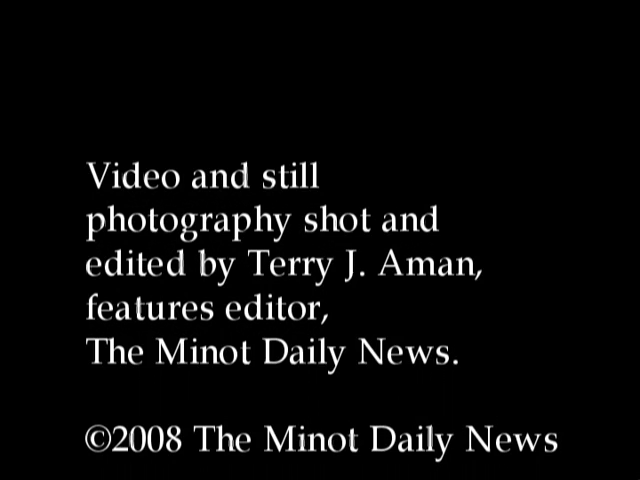 Video and still
photography shot and
edited by Terry J. Aman,
features editor,
The Minot Daily News.
©2008 The Minot Daily News